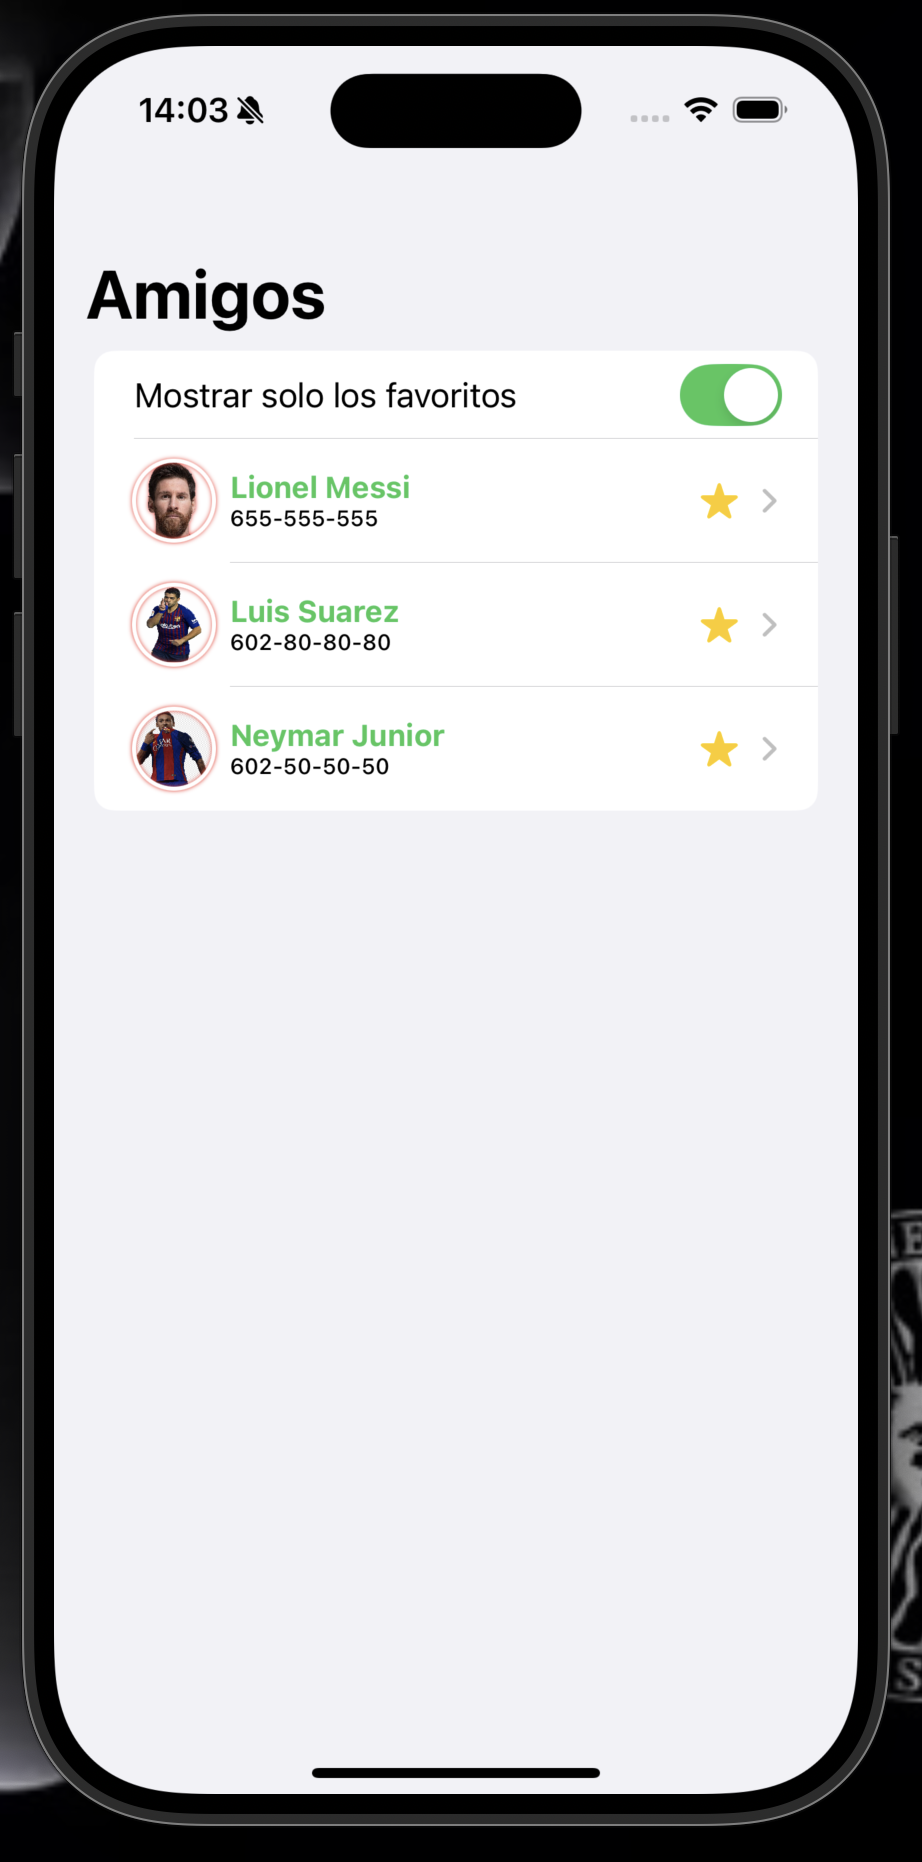 14:03
Amigos
Mostrar solo los favoritos
Lionel Messi
655-555-555
Luis Suarez
602-80-80-80
Neymar Junior
602-50-50-50